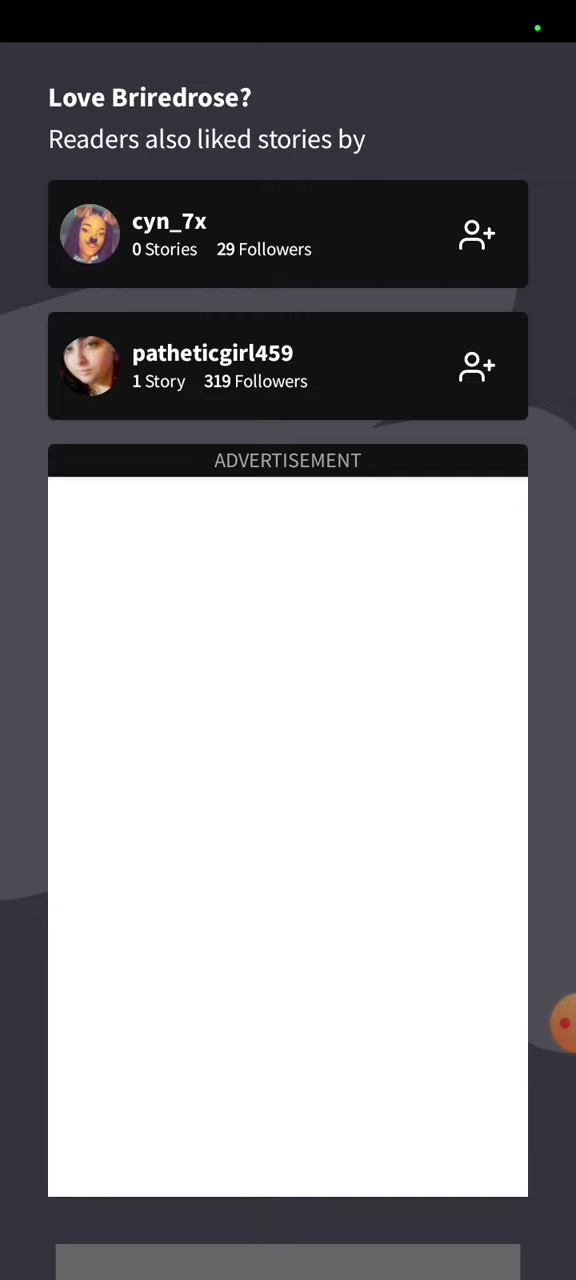 Love Briredrose?
Readers also liked stories by
cyn_7x
0 Stories 29 Followers
patheticgirl459
1 Story 319 Followers
ADVERTISEMENT